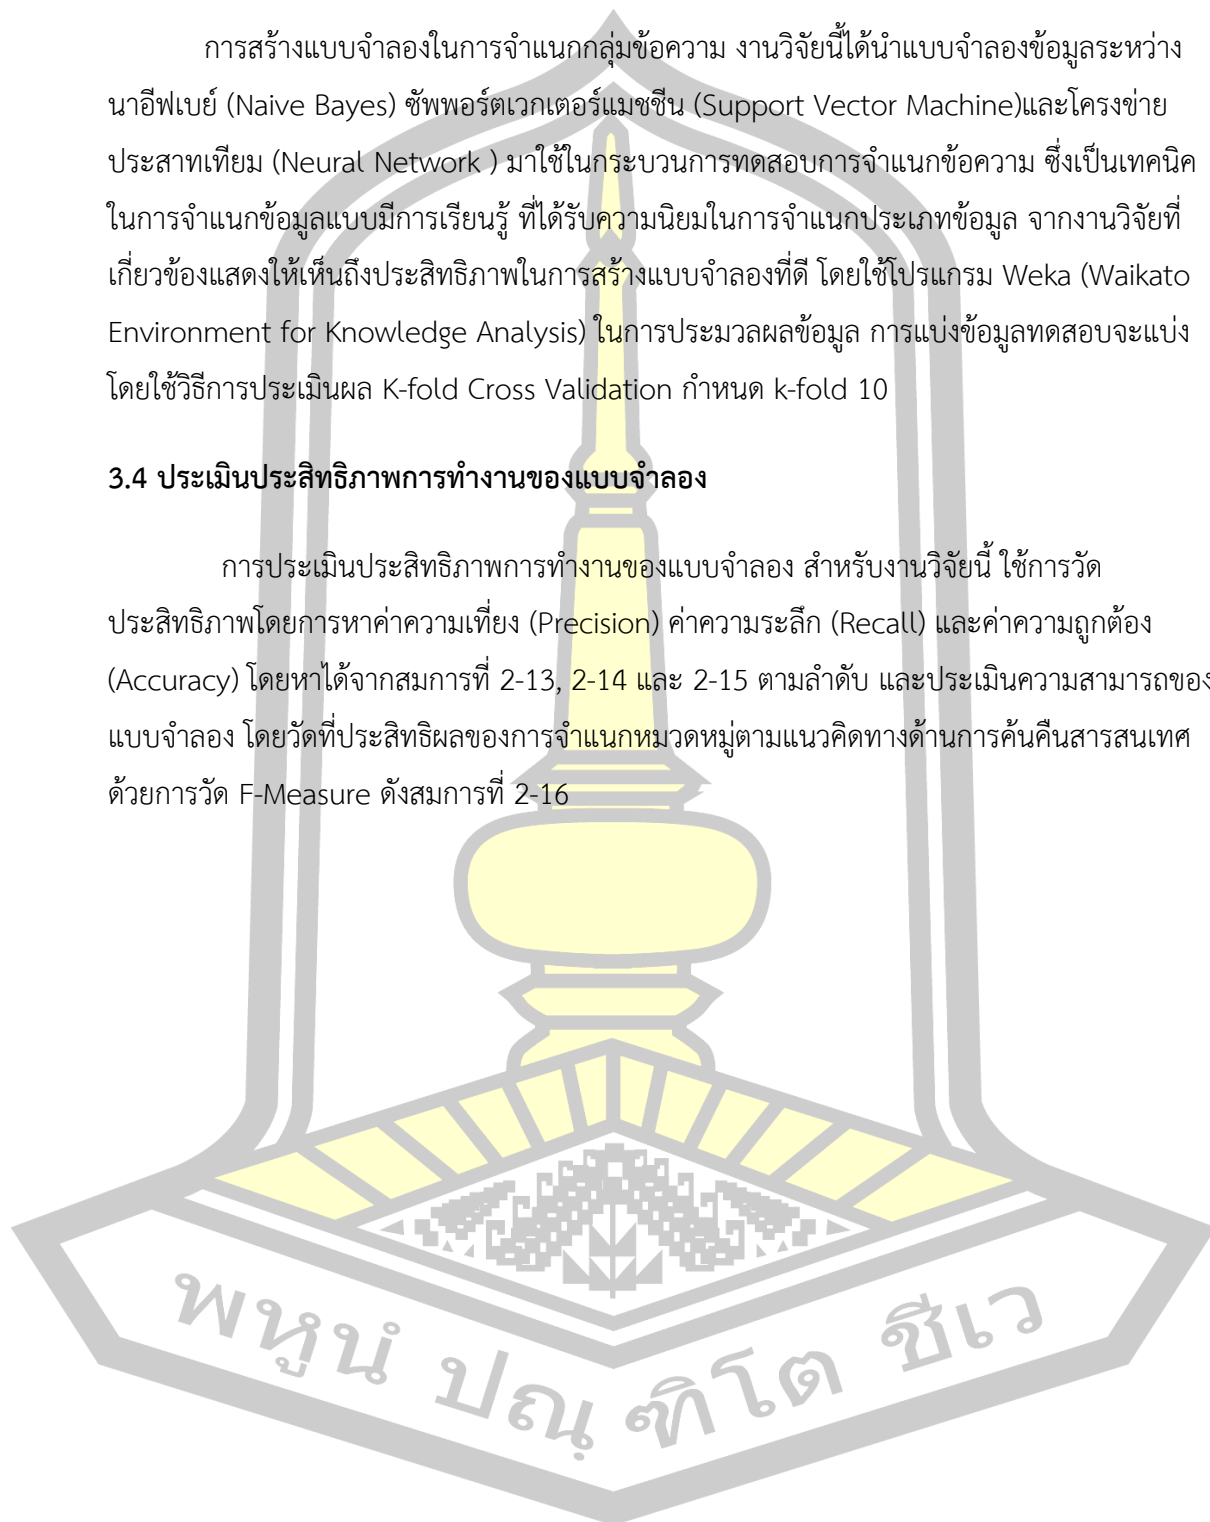 การสร้างแบบจำลองในการจำแนกกลุ่มข้อความ งานวิจัยนี้ได้นำแบบจำลองข้อมูลระหว่าง
นาอีฟเบย์ (Naive Bayes) ซัพพอร์ตเวกเตอร์แมชชีน (Support Vector Machine)และโครงข่าย
ประสาทเทียม (Neural Network ) มาใช้ในกระบวนการทดสอบการจำแนกข้อความ ซึ่งเป็นเทคนิค
ในการจำแนกข้อมูลแบบมีการเรียนรู้ ที่ได้รับความนิยมในการจำแนกประเภทข้อมูล จากงานวิจัยที่
เกี่ยวข้องแสดงให้เห็นถึงประสิทธิภาพในการสร้างแบบจำลองที่ดี โดยใช้โปรแกรม Weka (Waikato
Environment for Knowledge Analysis) ในการประมวลผลข้อมูล การแบ่งข้อมูลทดสอบจะแบ่ง
โดยใช้วิธีการประเมินผล K-fold Cross Validation กำหนด k-fold 10
3.4 ประเมินประสิทธิภาพการทำงานของแบบจำลอง
การประเมินประสิทธิภาพการทำงานของแบบจำลอง สำหรับงานวิจัยนี้ ใช้การวัด
ประสิทธิภาพโดยการหาค่าความเที่ยง (Precision) ค่าความระลึก (Recall) และค่าความถูกต้อง
(Accuracy) โดยหาได้จากสมการที่ 2-13, 2-14 และ 2-15 ตามลำดับ และประเมินความสามารถของ
แบบจำลอง โดยวัดที่ประสิทธิผลของการจำแนกหมวดหมู่ตามแนวคิดทางด้านการค้นคืนสารสนเทศ
ด้วยการวัด F-Measure ดังสมการที่ 2-16
พหูนํ ปณฺฑิโต ชีเว